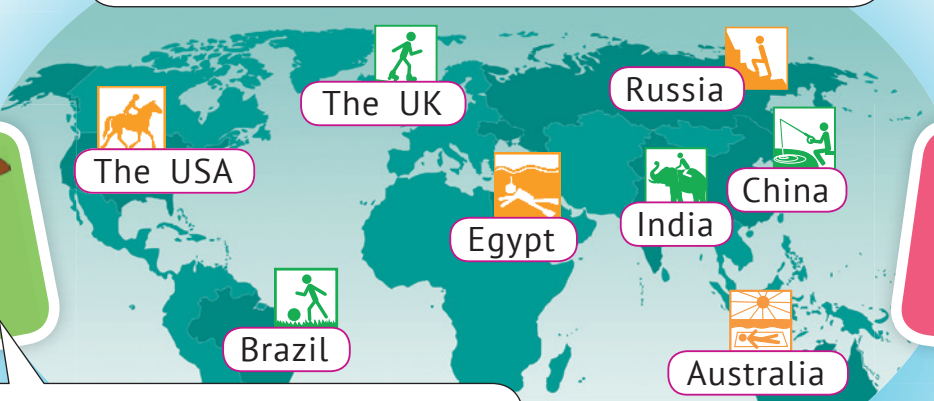 The UK
Russia
The USA
China
India
Egypt
Brazil
Australia